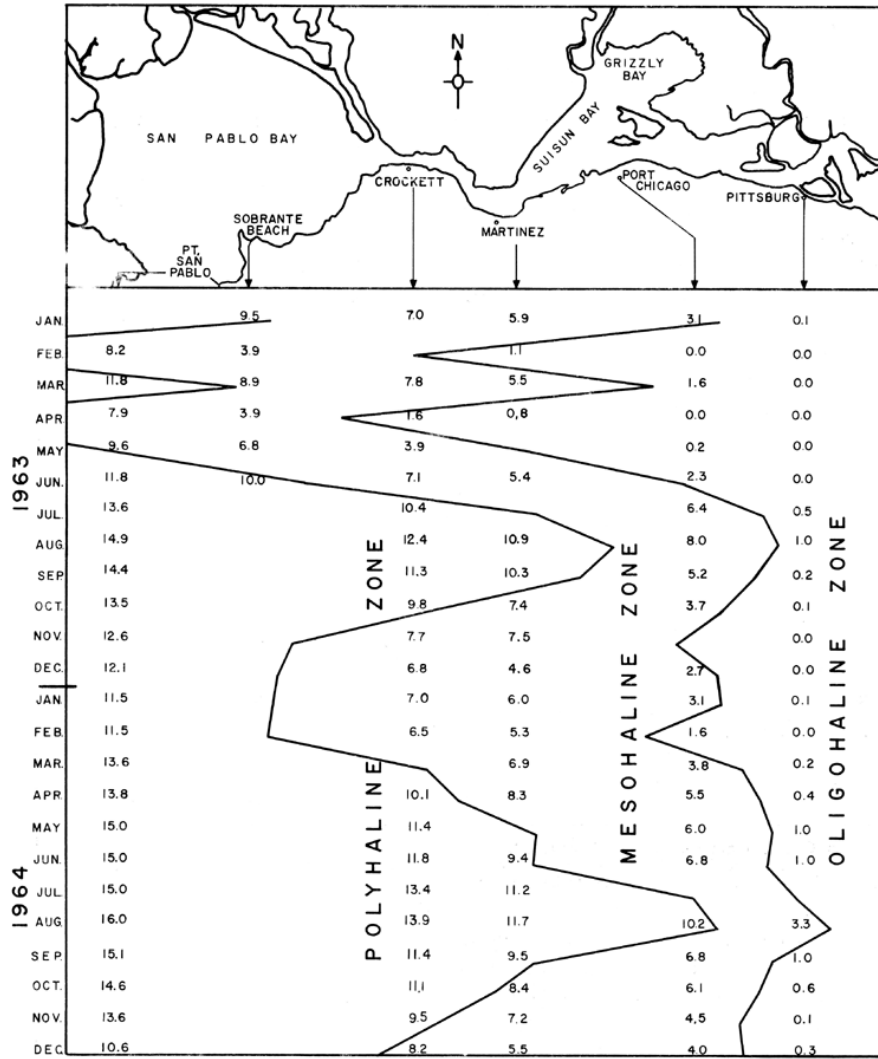 N
GRIZZLY
BAY
SAN PABLO BAY
SUISUN BAY
CROCKETT
PORT
CHICAGO
PITTSBURG
SOBRANTE
BEACH
MARTINEZ
PT.
SAN
PABLO
1963
JAN. 9.5 7.0 5.9 3.1 0.1
FEB. 8.2 3.9 1.1 0.0 0.0
MAR. 11.8 8.9 7.8 5.5 1.6 0.0
APR. 7.9 3.9 1.6 0.8 0.0 0.0
MAY 9.6 6.8 3.9 0.2 0.0
JUN. 11.8 10.0 7.1 5.4 2.3 0.0
JUL. 13.6 10.4 6.4 0.5
AUG. 14.9 12.4 10.9 8.0 1.0
SEP. 14.4 11.3 10.3 5.2 0.2
OCT. 13.5 9.8 7.4 3.7 0.1
NOV. 12.6 7.7 7.5 0.0
DEC. 12.1 6.8 4.6 2.7 0.0
1964
JAN. 11.5 7.0 6.0 3.1 0.1
FEB. 11.5 6.5 5.3 1.6 0.0
MAR. 13.6 6.9 3.8 0.2
APR. 13.8 10.1 8.3 5.5 0.4
MAY 15.0 11.4 6.0 1.0
JUN. 15.0 11.8 9.4 6.8 1.0
JUL. 15.0 13.4 11.2
AUG. 16.0 13.9 11.7 10.2 3.3
SEP. 15.1 11.4 9.5 6.8 1.0
OCT. 14.6 11.1 8.4 6.1 0.6
NOV. 13.6 9.5 7.2 4.5 0.1
DEC. 10.6 8.2 5.5 4.0 0.3
POLYHALINE ZONE
MESOHALINE ZONE
OLIGOHALINE ZONE